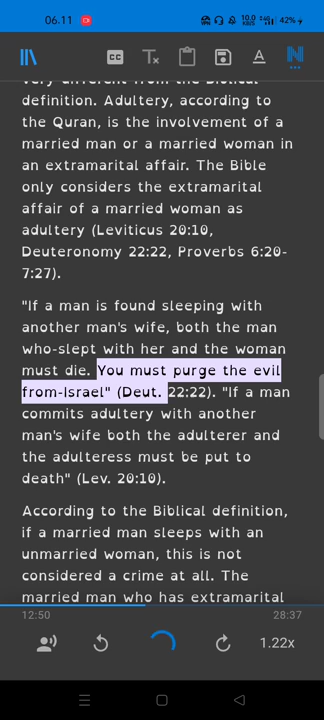 06.11
10.0
KB/S
42%
CC
very different from the Biblical
definition. Adultery, according to
the Quran, is the involvement of a
married man or a married woman in
an extramarital affair. The Bible
only considers the extramarital
affair of a married woman as
adultery (Leviticus 20:10,
Deuteronomy 22:22, Proverbs 6:20-
7:27).
"If a man is found sleeping with
another man's wife, both the man
who-slept with her and the woman
must die. You must purge the evil
from-Israel" (Deut. 22:22). "If a man
commits adultery with another
man's wife both the adulterer and
the adulteress must be put to
death" (Lev. 20:10).
According to the Biblical definition,
if a married man sleeps with an
unmarried woman, this is not
considered a crime at all. The
married man who has extramarital
12:50
28:37
1.22x